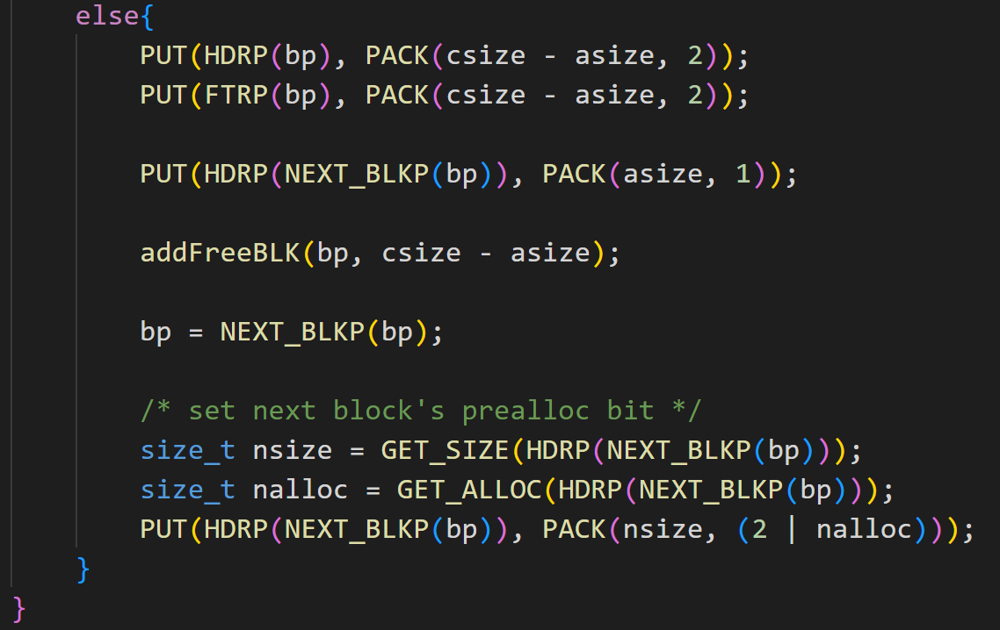 else{
PUT(HDRP(bp), PACK(csize - asize, 2));
PUT(FTRP(bp), PACK(csize - asize, 2));
PUT(HDRP(NEXT_BLKP(bp)), PACK(asize, 1));
addFreeBLK(bp, csize - asize);
bp = NEXT_BLKP(bp);
/* set next block's prealloc bit */
size_t nsize = GET_SIZE(HDRP(NEXT_BLKP(bp)));
size_t nalloc = GET_ALLOC(HDRP(NEXT_BLKP(bp)));
PUT(HDRP(NEXT_BLKP(bp)), PACK(nsize, (2 | nalloc)));
}
}